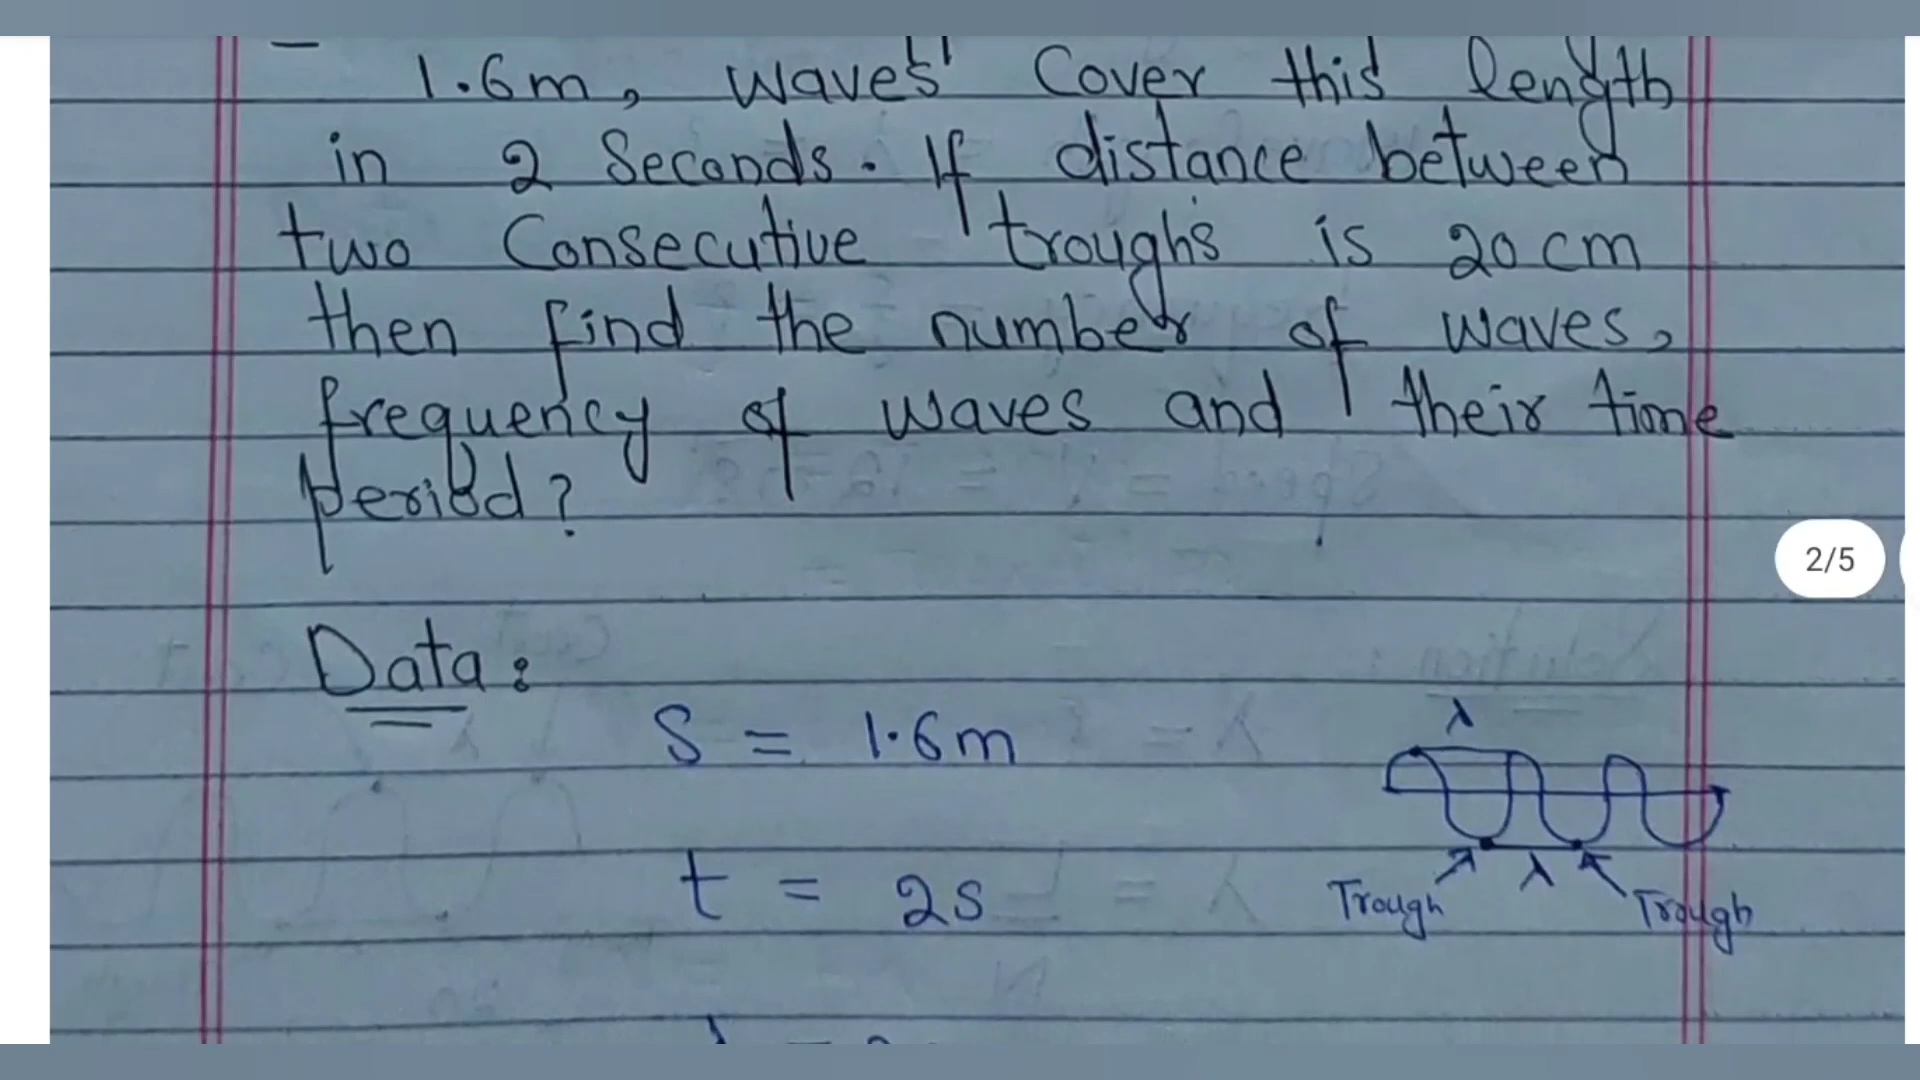 1.6m, waves cover this length
in 2 Seconds. If distance between
two Consecutive troughs is 20 cm
then find the number of waves,
frequency of waves and their time
period?
2/5
Data:
S = 1.6m
λ
t = 2s
Trough λ Trough